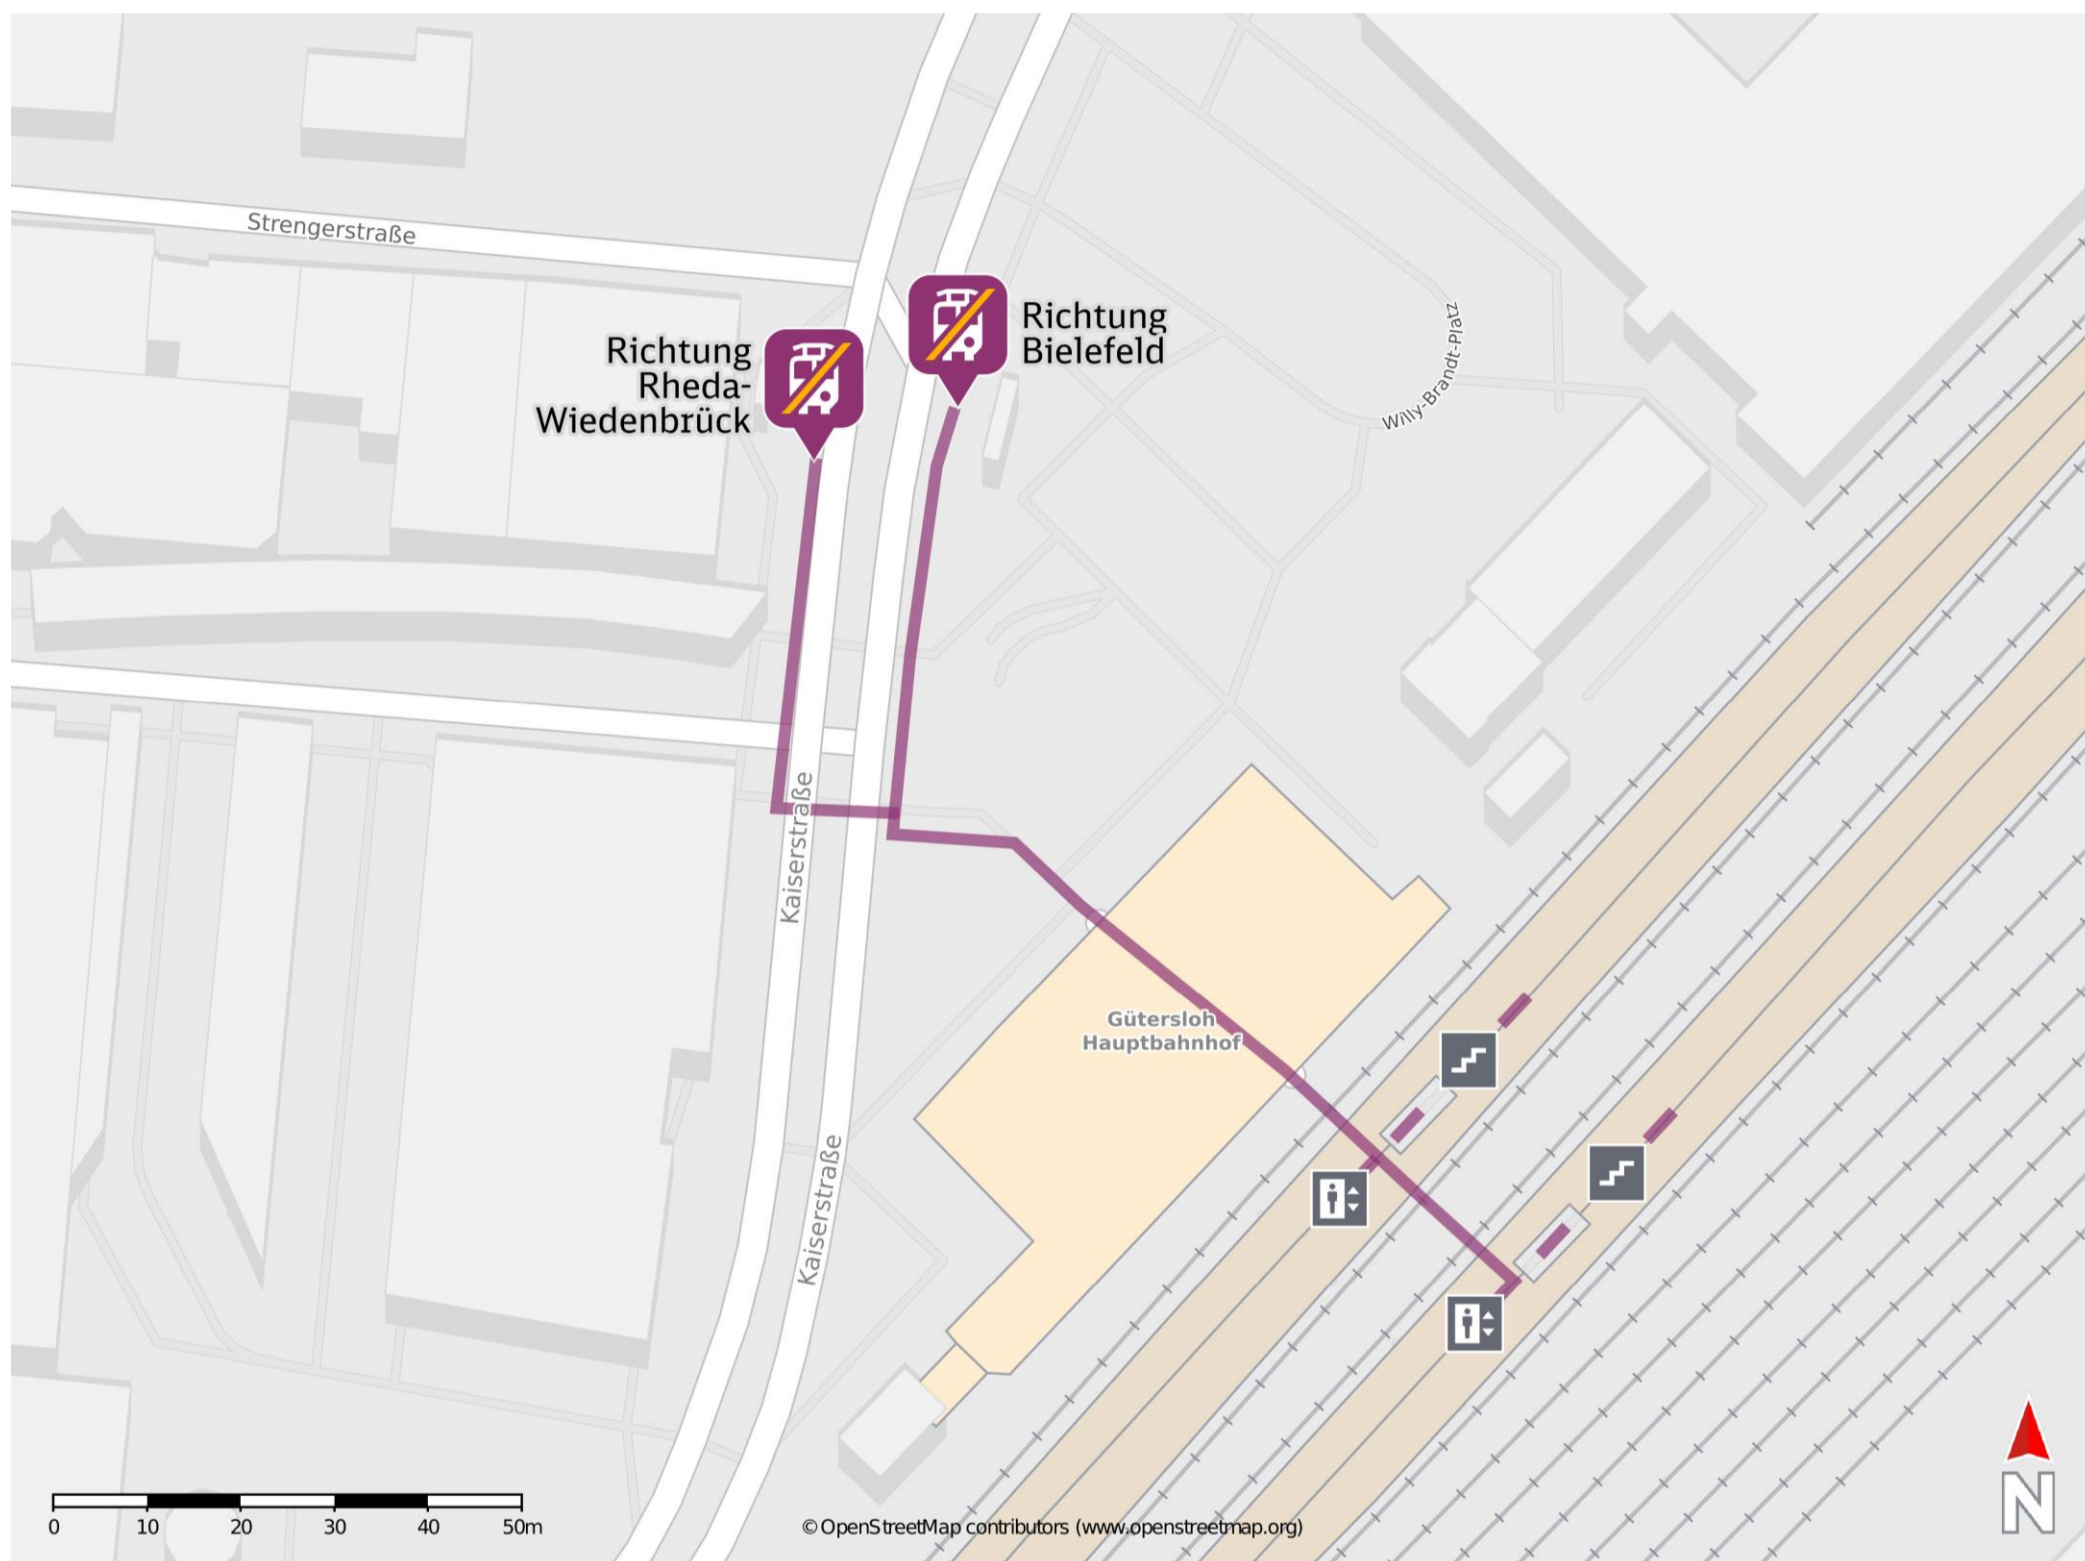 Strengerstraße
Richtung
Bielefeld
Richtung
Rheda-
Wiedenbrück
Willy-Brandt-Platz
Kaiserstraße
Gütersloh
Hauptbahnhof
Kaiserstraße
N
0 10 20 30 40 50m
© OpenStreetMap contributors (www.openstreetmap.org)